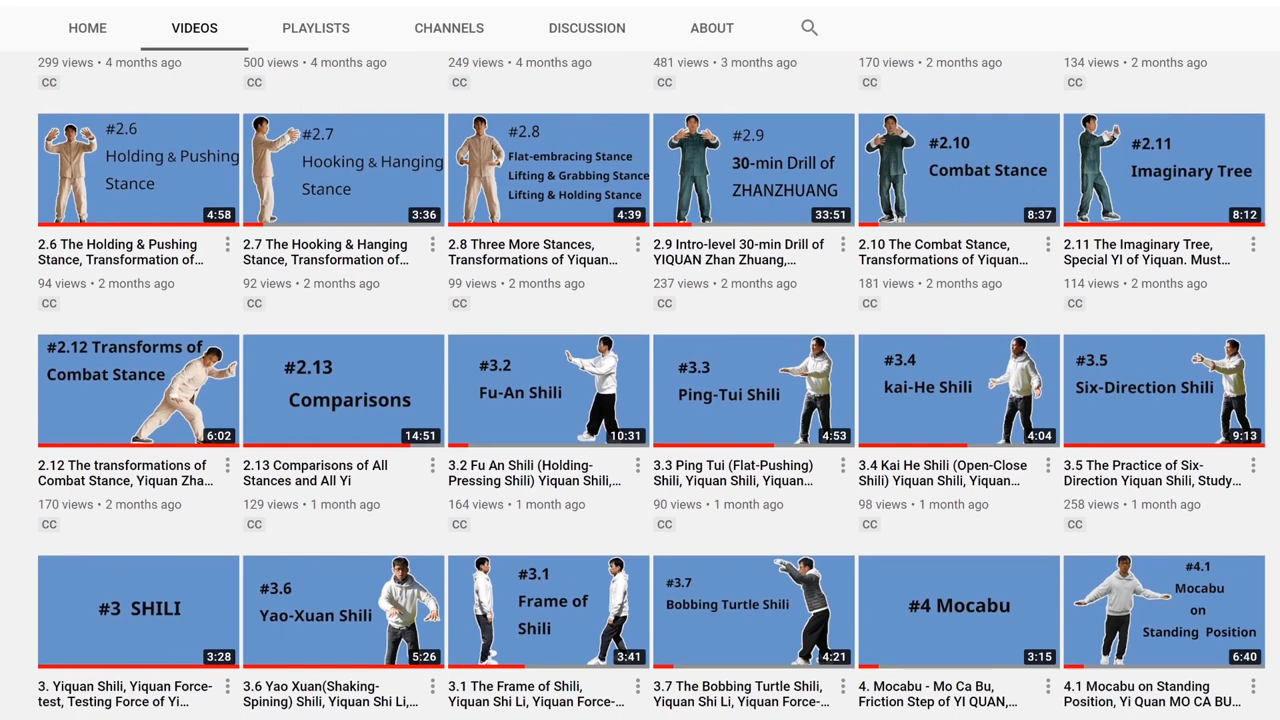 HOME VIDEOS PLAYLISTS CHANNELS DISCUSSION ABOUT
299 views • 4 months ago
CC
500 views • 4 months ago
CC
249 views • 4 months ago
CC
481 views • 3 months ago
CC
170 views • 2 months ago
CC
134 views • 2 months ago
CC
#2.6
Holding & Pushing
Stance
4:58
2.6 The Holding & Pushing
Stance, Transformation of...
94 views • 2 months ago
CC
#2.7
Hooking & Hanging
Stance
3:36
2.7 The Hooking & Hanging
Stance, Transformation of...
92 views • 2 months ago
CC
#2.8
Flat-embracing Stance
Lifting & Grabbing Stance
Lifting & Holding Stance
4:39
2.8 Three More Stances,
Transformations of Yiquan...
99 views • 2 months ago
CC
#2.9
30-min Drill of
ZHANZHUANG
33:51
2.9 Intro-level 30-min Drill of
YIQUAN Zhan Zhuang,...
237 views • 2 months ago
CC
#2.10
Combat Stance
8:37
2.10 The Combat Stance,
Transformations of Yiquan...
181 views • 2 months ago
CC
#2.11
Imaginary Tree
8:12
2.11 The Imaginary Tree,
Special YI of Yiquan. Must...
114 views • 2 months ago
CC
#2.12 Transforms of
Combat Stance
6:02
2.12 The transformations of
Combat Stance, Yiquan Zha...
170 views • 2 months ago
CC
#2.13
Comparisons
14:51
2.13 Comparisons of All
Stances and All Yi
129 views • 1 month ago
CC
#3.2
Fu-An Shili
10:31
3.2 Fu An Shili (Holding-
Pressing Shili) Yiquan Shili,...
164 views • 1 month ago
CC
#3.3
Ping-Tui Shili
4:53
3.3 Ping Tui (Flat-Pushing)
Shili, Yiquan Shili, Yiquan...
90 views • 1 month ago
CC
#3.4
kai-He Shili
4:04
3.4 Kai He Shili (Open-Close
Shili) Yiquan Shili, Yiquan...
98 views • 1 month ago
CC
#3.5
Six-Direction Shili
9:13
3.5 The Practice of Six-
Direction Yiquan Shili, Study...
258 views • 1 month ago
CC
#3 SHILI
3:28
3. Yiquan Shili, Yiquan Force-
test, Testing Force of Yi...
#3.6
Yao-Xuan Shili
5:26
3.6 Yao Xuan(Shaking-
Spining) Shili, Yiquan Shi Li,...
#3.1
Frame of
Shili
3:41
3.1 The Frame of Shili,
Yiquan Shi Li, Yiquan Force-...
#3.7
Bobbing Turtle Shili
4:21
3.7 The Bobbing Turtle Shili,
Yiquan Shi Li, Yiquan Force-...
#4 Mocabu
3:15
4. Mocabu - Mo Ca Bu,
Friction Step of YI QUAN,...
#4.1
Mocabu
on
Standing Position
6:40
4.1 Mocabu on Standing
Position, Yi Quan MO CA BU...